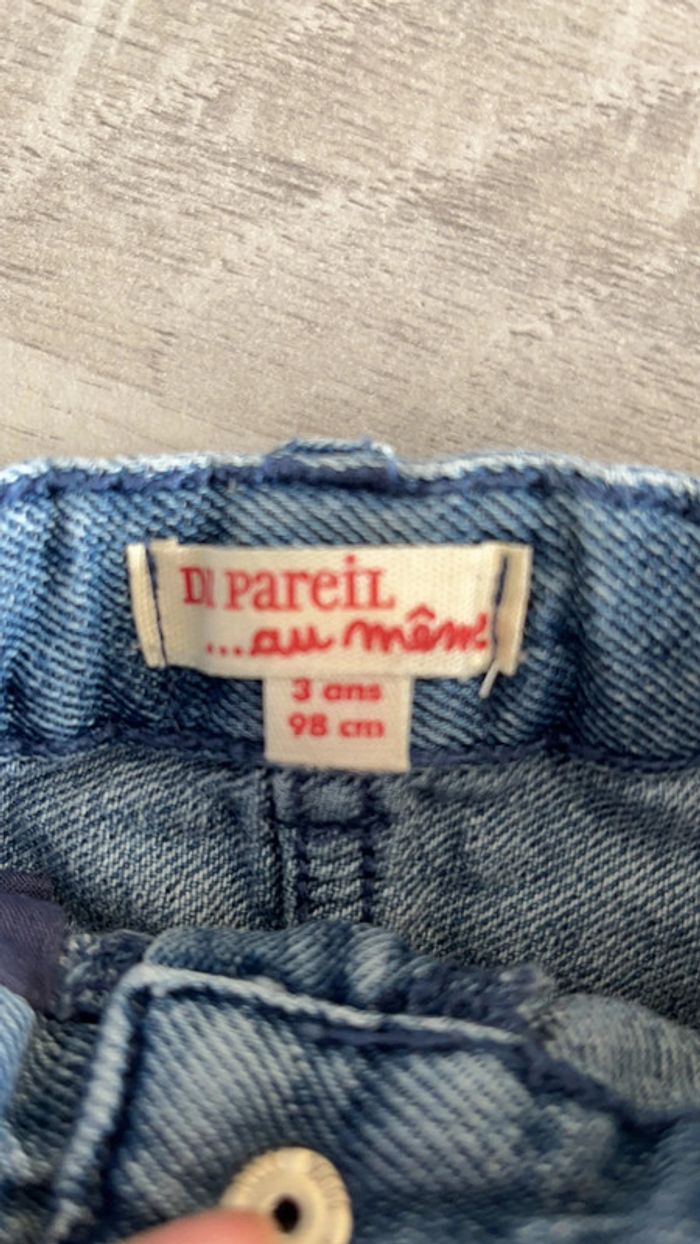 DU PAREIL
...au même
3 ans
98 cm